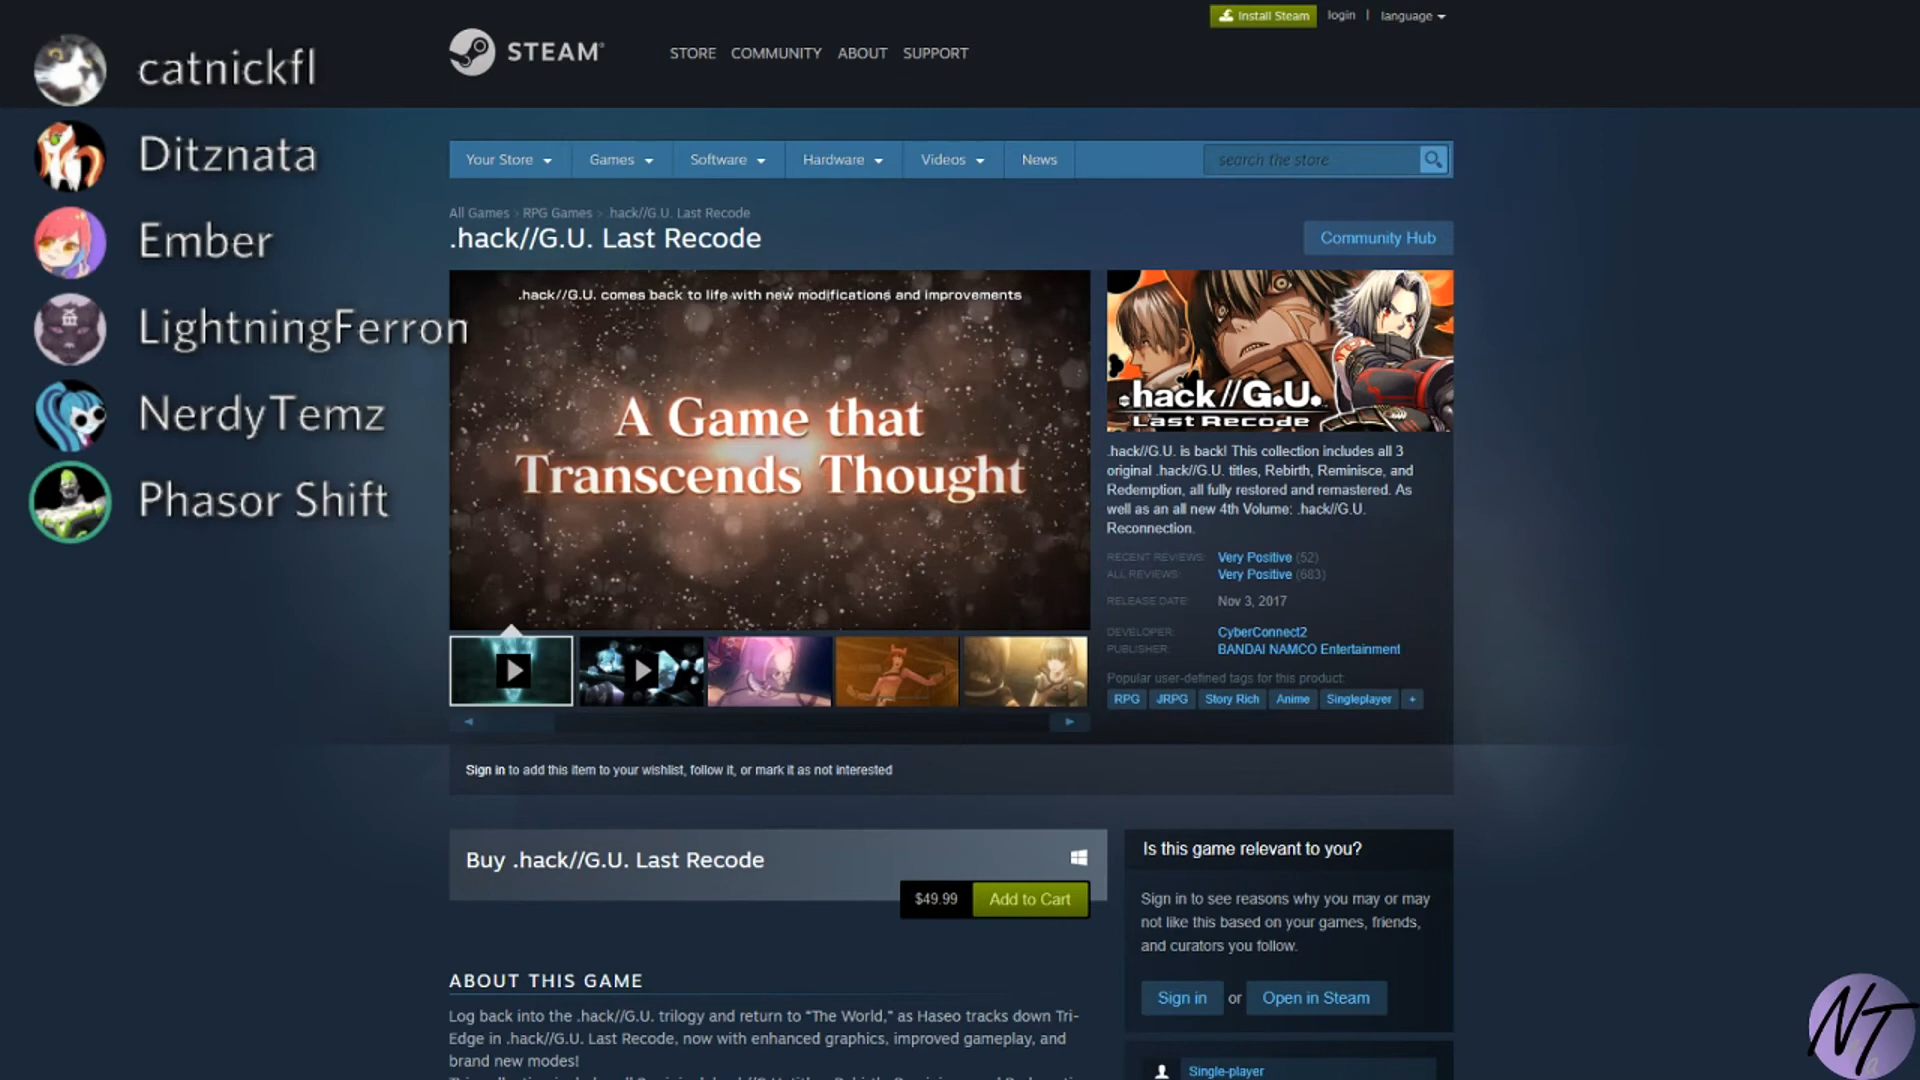 Install Steam login | language
STEAM
STORE COMMUNITY ABOUT SUPPORT
catnickfl
Ditznata
Ember
LightningFerron
NerdyTemz
Phasor Shift
Your Store Games Software Hardware Videos News search the store
All Games > RPG Games > .hack//G.U. Last Recode
.hack//G.U. Last Recode
Community Hub
.hack//G.U. comes back to life with new modifications and improvements
A Game that
Transcends Thought
.hack//G.U.
Last Recode
.hack//G.U. is back! This collection includes all 3
original .hack//G.U. titles, Rebirth, Reminisce, and
Redemption, all fully restored and remastered. As
well as an all new 4th Volume: .hack//G.U.
Reconnection.
RECENT REVIEWS: Very Positive (52)
ALL REVIEWS: Very Positive (683)
RELEASE DATE: Nov 3, 2017
DEVELOPER: CyberConnect2
PUBLISHER: BANDAI NAMCO Entertainment
Popular user-defined tags for this product:
RPG JRPG Story Rich Anime Singleplayer +
Sign in to add this item to your wishlist, follow it, or mark it as not interested
Buy .hack//G.U. Last Recode
$49.99 Add to Cart
Is this game relevant to you?
Sign in to see reasons why you may or may
not like this based on your games, friends,
and curators you follow.
Sign in or Open in Steam
Single-player
ABOUT THIS GAME
Log back into the .hack//G.U. trilogy and return to “The World,” as Haseo tracks down Tri-
Edge in .hack//G.U. Last Recode, now with enhanced graphics, improved gameplay, and
brand new modes!
NT